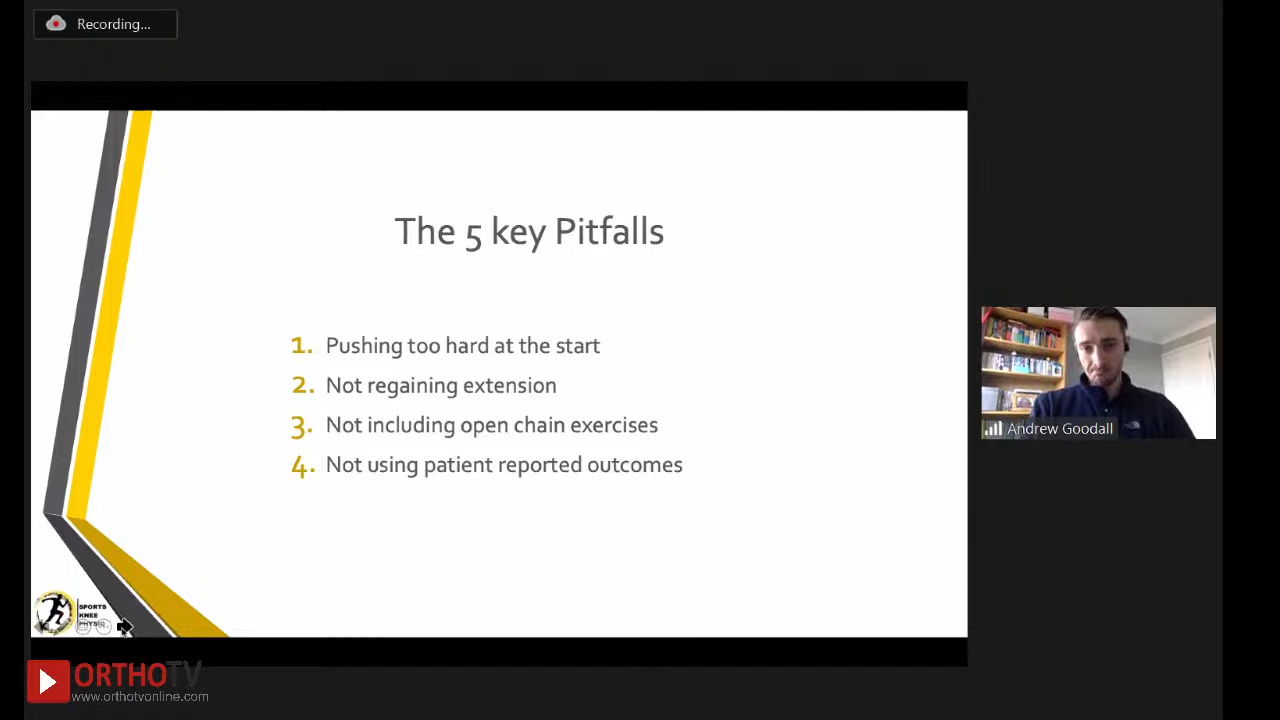 Recording...
The 5 key Pitfalls
1. Pushing too hard at the start
2. Not regaining extension
3. Not including open chain exercises
4. Not using patient reported outcomes
Andrew Goodall
SPORTS
KNEE
PHYSIO
ORTHOTV
www.orthotvonline.com